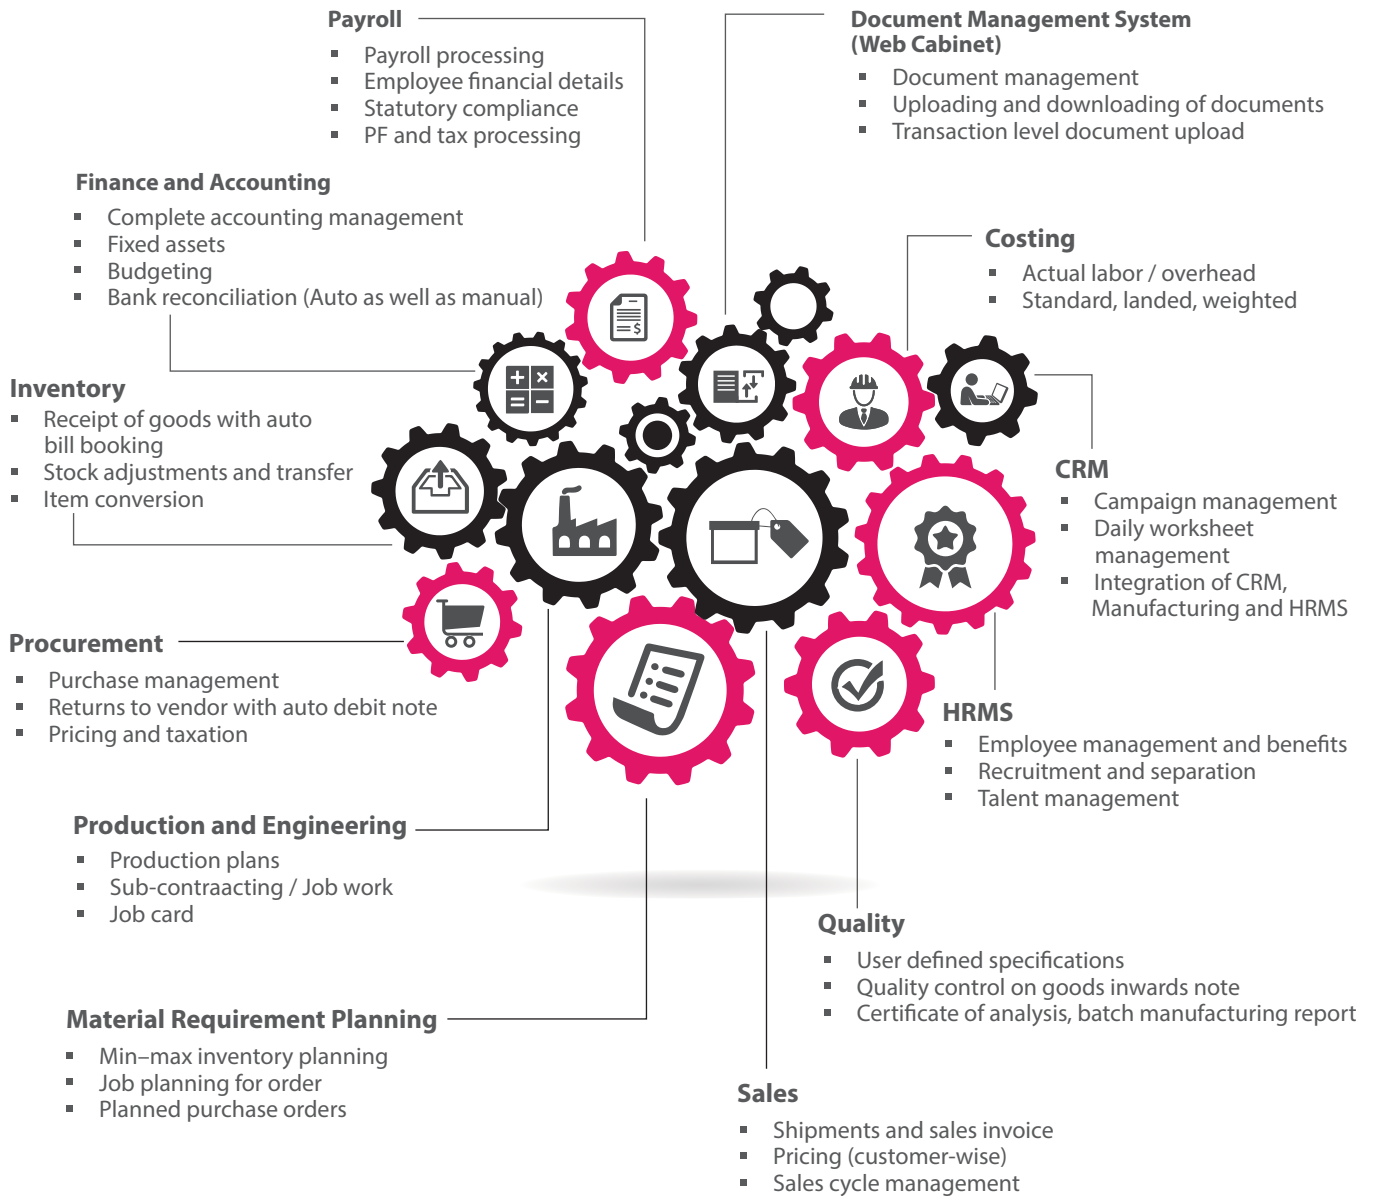 Payroll
Payroll processing
Employee financial details
Statutory compliance
PF and tax processing
Document Management System
(Web Cabinet)
Document management
Uploading and downloading of documents
Transaction level document upload
Finance and Accounting
Complete accounting management
Fixed assets
Budgeting
Bank reconciliation (Auto as well as manual)
Costing
Actual labor / overhead
Standard, landed, weighted
Inventory
Receipt of goods with auto
bill booking
Stock adjustments and transfer
Item conversion
CRM
Campaign management
Daily worksheet
management
Integration of CRM,
Manufacturing and HRMS
Procurement
Purchase management
Returns to vendor with auto debit note
Pricing and taxation
HRMS
Employee management and benefits
Recruitment and separation
Talent management
Production and Engineering
Production plans
Sub-contraacting / Job work
Job card
Quality
User defined specifications
Quality control on goods inwards note
Certificate of analysis, batch manufacturing report
Material Requirement Planning
Min–max inventory planning
Job planning for order
Planned purchase orders
Sales
Shipments and sales invoice
Pricing (customer-wise)
Sales cycle management